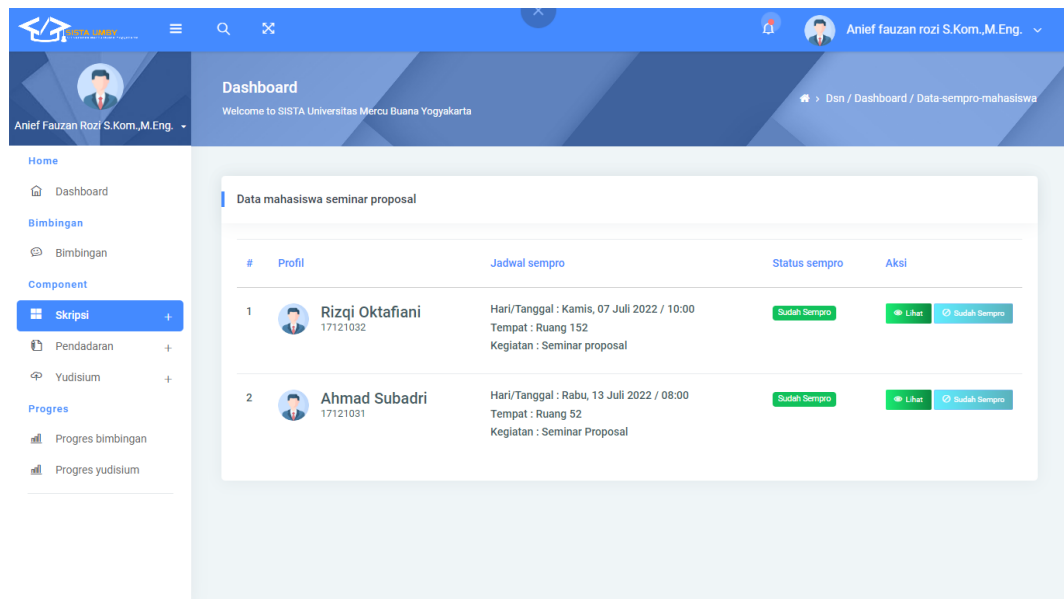 SISTA UMBY
Anief fauzan rozi S.Kom.,M.Eng.
Anief Fauzan Rozi S.Kom.,M.Eng.
Dashboard
Welcome to SISTA Universitas Mercu Buana Yogyakarta
> Dsn / Dashboard / Data-sempro-mahasiswa
Home
Dashboard
Bimbingan
Bimbingan
Component
Skripsi +
Pendadaran +
Yudisium +
Progres
Progres bimbingan
Progres yudisium
Data mahasiswa seminar proposal
# Profil Jadwal sempro Status sempro Aksi
1 Rizqi Oktafiani Hari/Tanggal : Kamis, 07 Juli 2022 / 10:00 Sudah Sempro Lihat Sudah Sempro
17121032 Tempat : Ruang 152
Kegiatan : Seminar proposal
2 Ahmad Subadri Hari/Tanggal : Rabu, 13 Juli 2022 / 08:00 Sudah Sempro Lihat Sudah Sempro
17121031 Tempat : Ruang 52
Kegiatan : Seminar Proposal